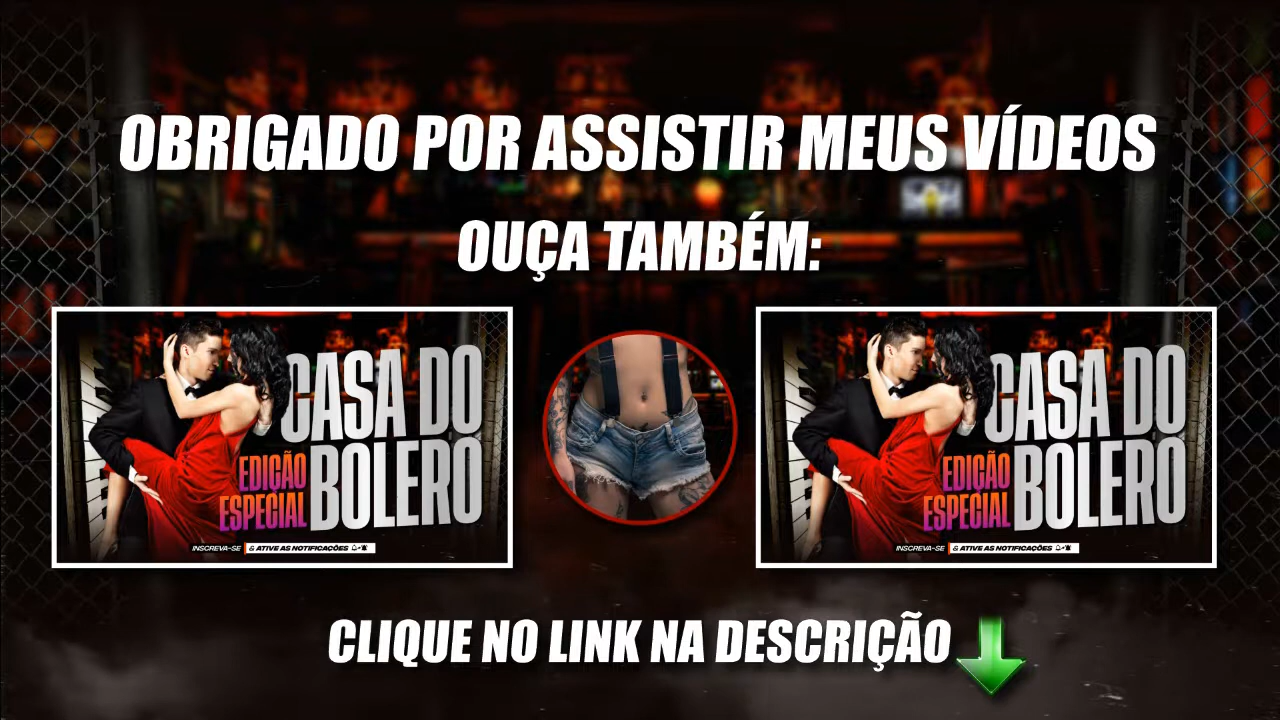 OBRIGADO POR ASSISTIR MEUS VÍDEOS
OUÇA TAMBÉM:
CASA DO
BOLERO
EDIÇÃO
ESPECIAL
INSCREVA-SE & ATIVE AS NOTIFICAÇÕES
CASA DO
BOLERO
EDIÇÃO
ESPECIAL
INSCREVA-SE & ATIVE AS NOTIFICAÇÕES
CLIQUE NO LINK NA DESCRIÇÃO